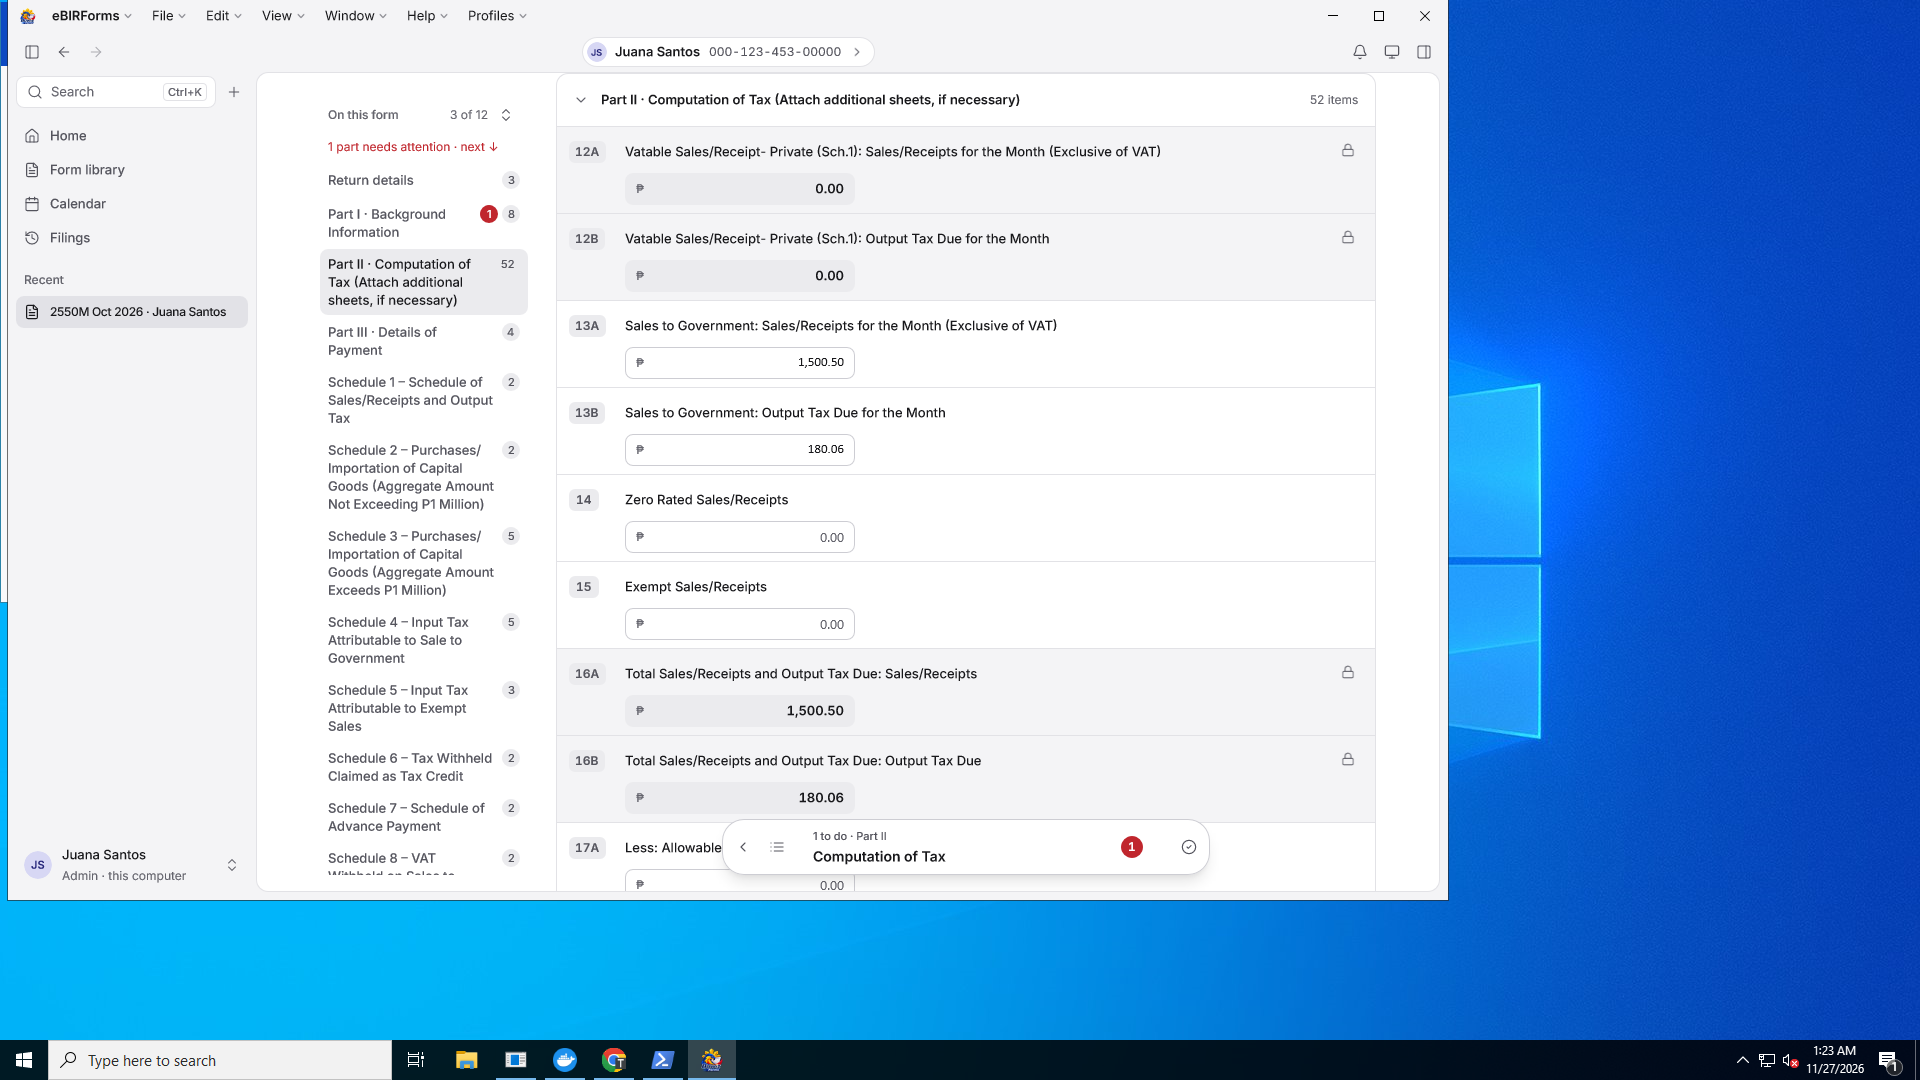 eBIRForms File Edit View Window Help Profiles
JS Juana Santos 000-123-453-00000
Search Ctrl+K
Home
Form library
Calendar
Filings
Recent
2550M Oct 2026 · Juana Santos
JS Juana Santos
Admin · this computer
On this form 3 of 12
1 part needs attention · next ↓
Return details 3
Part I · Background 1 8
Information
Part II · Computation of 52
Tax (Attach additional
sheets, if necessary)
Part III · Details of 4
Payment
Schedule 1 – Schedule of 2
Sales/Receipts and Output
Tax
Schedule 2 – Purchases/ 2
Importation of Capital
Goods (Aggregate Amount
Not Exceeding P1 Million)
Schedule 3 – Purchases/ 5
Importation of Capital
Goods (Aggregate Amount
Exceeds P1 Million)
Schedule 4 – Input Tax 5
Attributable to Sale to
Government
Schedule 5 – Input Tax 3
Attributable to Exempt
Sales
Schedule 6 – Tax Withheld 2
Claimed as Tax Credit
Schedule 7 – Schedule of 2
Advance Payment
Schedule 8 – VAT 2
Withheld on Sales to
Part II · Computation of Tax (Attach additional sheets, if necessary) 52 items
12A Vatable Sales/Receipt- Private (Sch.1): Sales/Receipts for the Month (Exclusive of VAT)
₱ 0.00
12B Vatable Sales/Receipt- Private (Sch.1): Output Tax Due for the Month
₱ 0.00
13A Sales to Government: Sales/Receipts for the Month (Exclusive of VAT)
₱ 1,500.50
13B Sales to Government: Output Tax Due for the Month
₱ 180.06
14 Zero Rated Sales/Receipts
₱ 0.00
15 Exempt Sales/Receipts
₱ 0.00
16A Total Sales/Receipts and Output Tax Due: Sales/Receipts
₱ 1,500.50
16B Total Sales/Receipts and Output Tax Due: Output Tax Due
₱ 180.06
17A Less: Allowable
₱ 0.00
1 to do · Part II
Computation of Tax 1
Type here to search
1:23 AM
11/27/2026
1